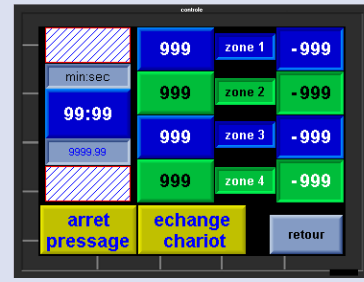 controle
999 zone 1 -999
min:sec
999 zone 2 -999
99:99
999 zone 3 -999
9999.99
999 zone 4 -999
arret pressage
echange chariot
retour